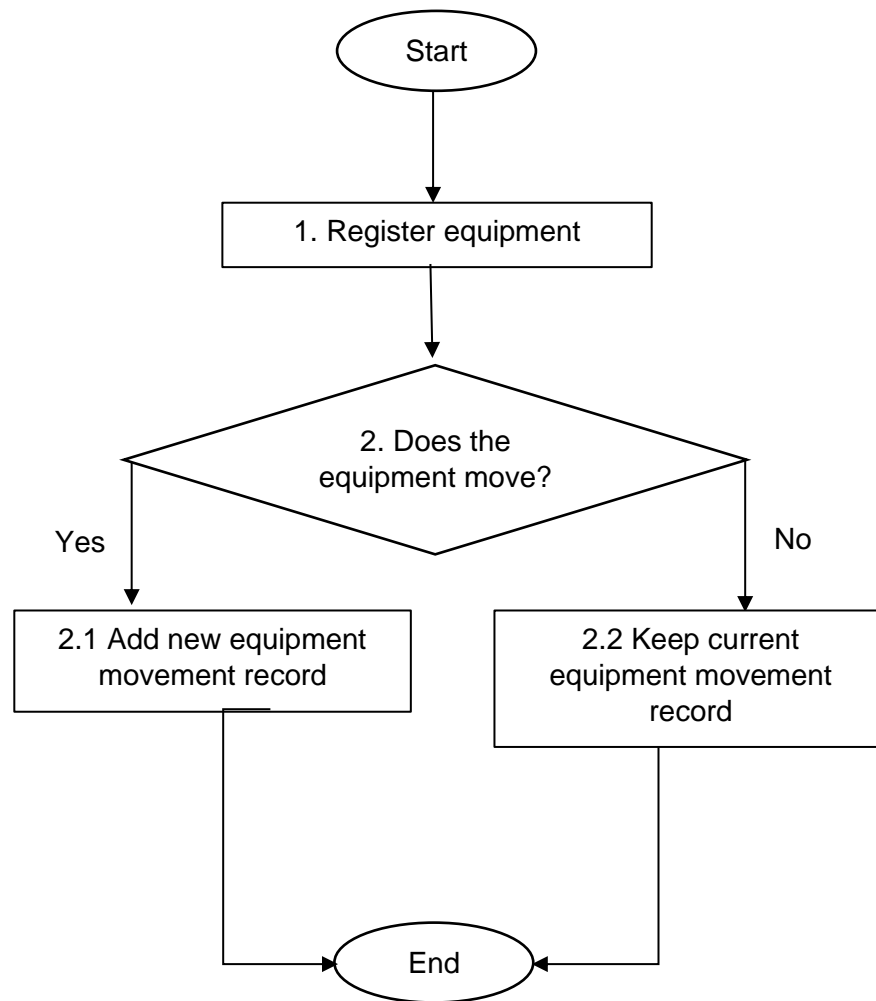 Start
1. Register equipment
2. Does the
equipment move?
Yes
No
2.1 Add new equipment
movement record
2.2 Keep current
equipment movement
record
End